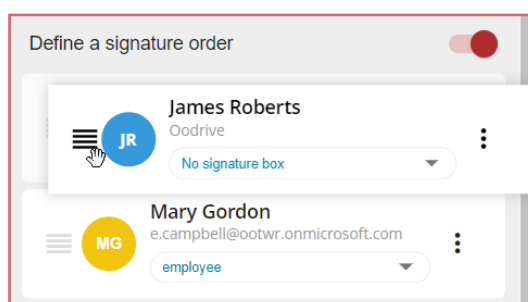 Define a signature order
James Roberts
JR
Oodrive
No signature box
Mary Gordon
MG
e.campbell@ootwr.onmicrosoft.com
employee